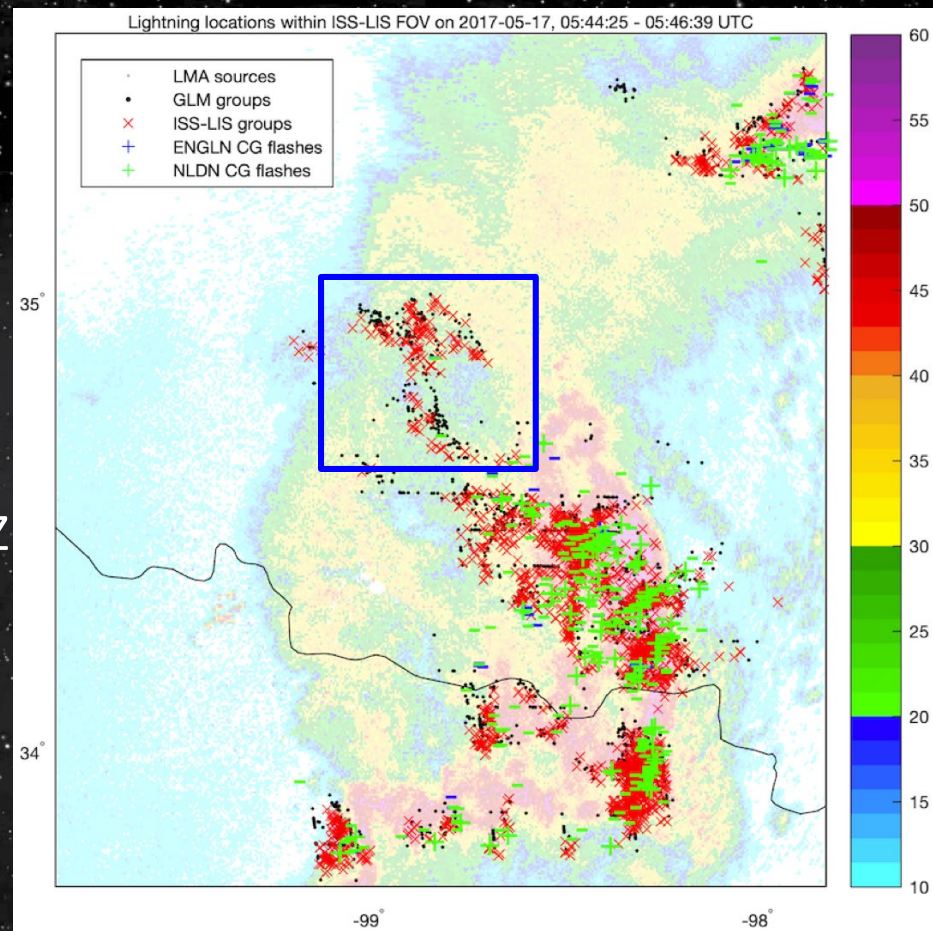 Lightning locations within ISS-LIS FOV on 2017-05-17, 05:44:25 - 05:46:39 UTC
LMA sources
GLM groups
ISS-LIS groups
ENGLN CG flashes
NLDN CG flashes
35°
34°
-99°
-98°
60
55
50
45
40
35
30
25
20
15
10
z